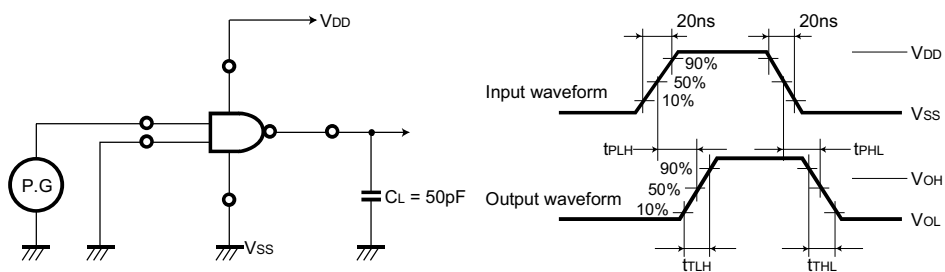 VDD
P.G
CL = 50pF
VSS
20ns
20ns
VDD
90%
50%
10%
Input waveform
VSS
tPLH
tPHL
90%
50%
10%
VOH
Output waveform
VOL
tTLH
tTHL